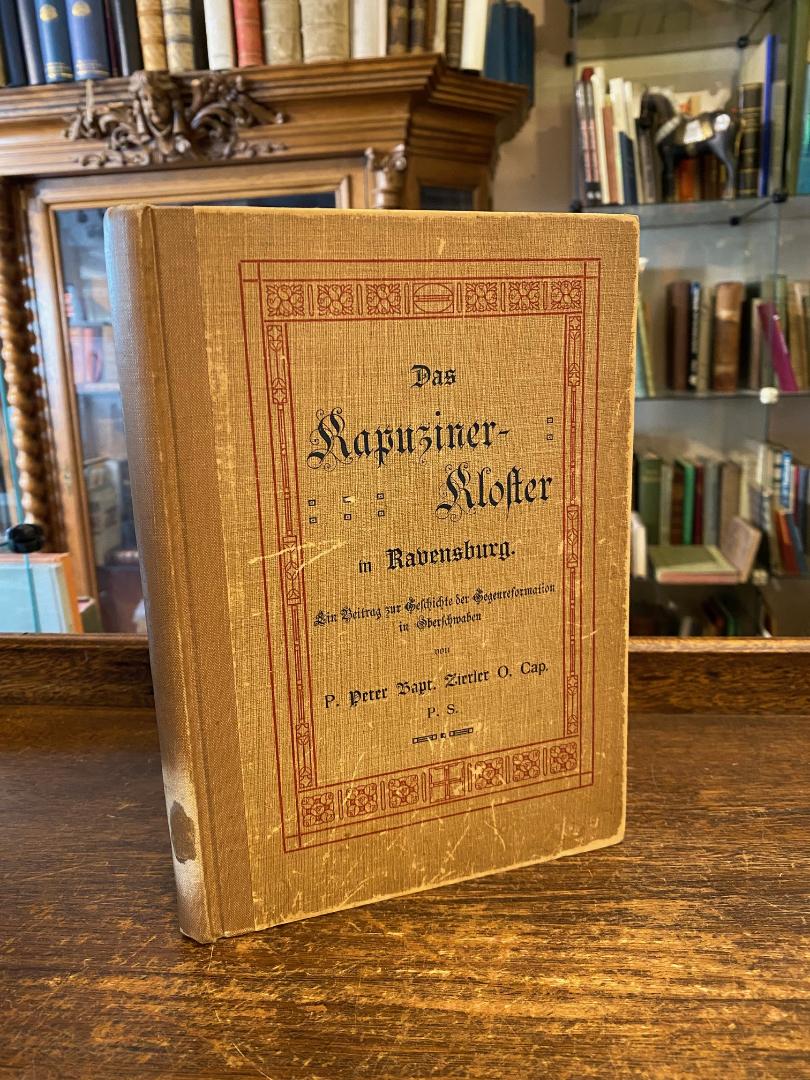 Das
Kapuziner-
Kloster
in Ravensburg.
Ein Beitrag zur Geschichte der Gegenreformation
in Oberschwaben
von
P. Peter Bapt. Zierler O. Cap.
P. S.